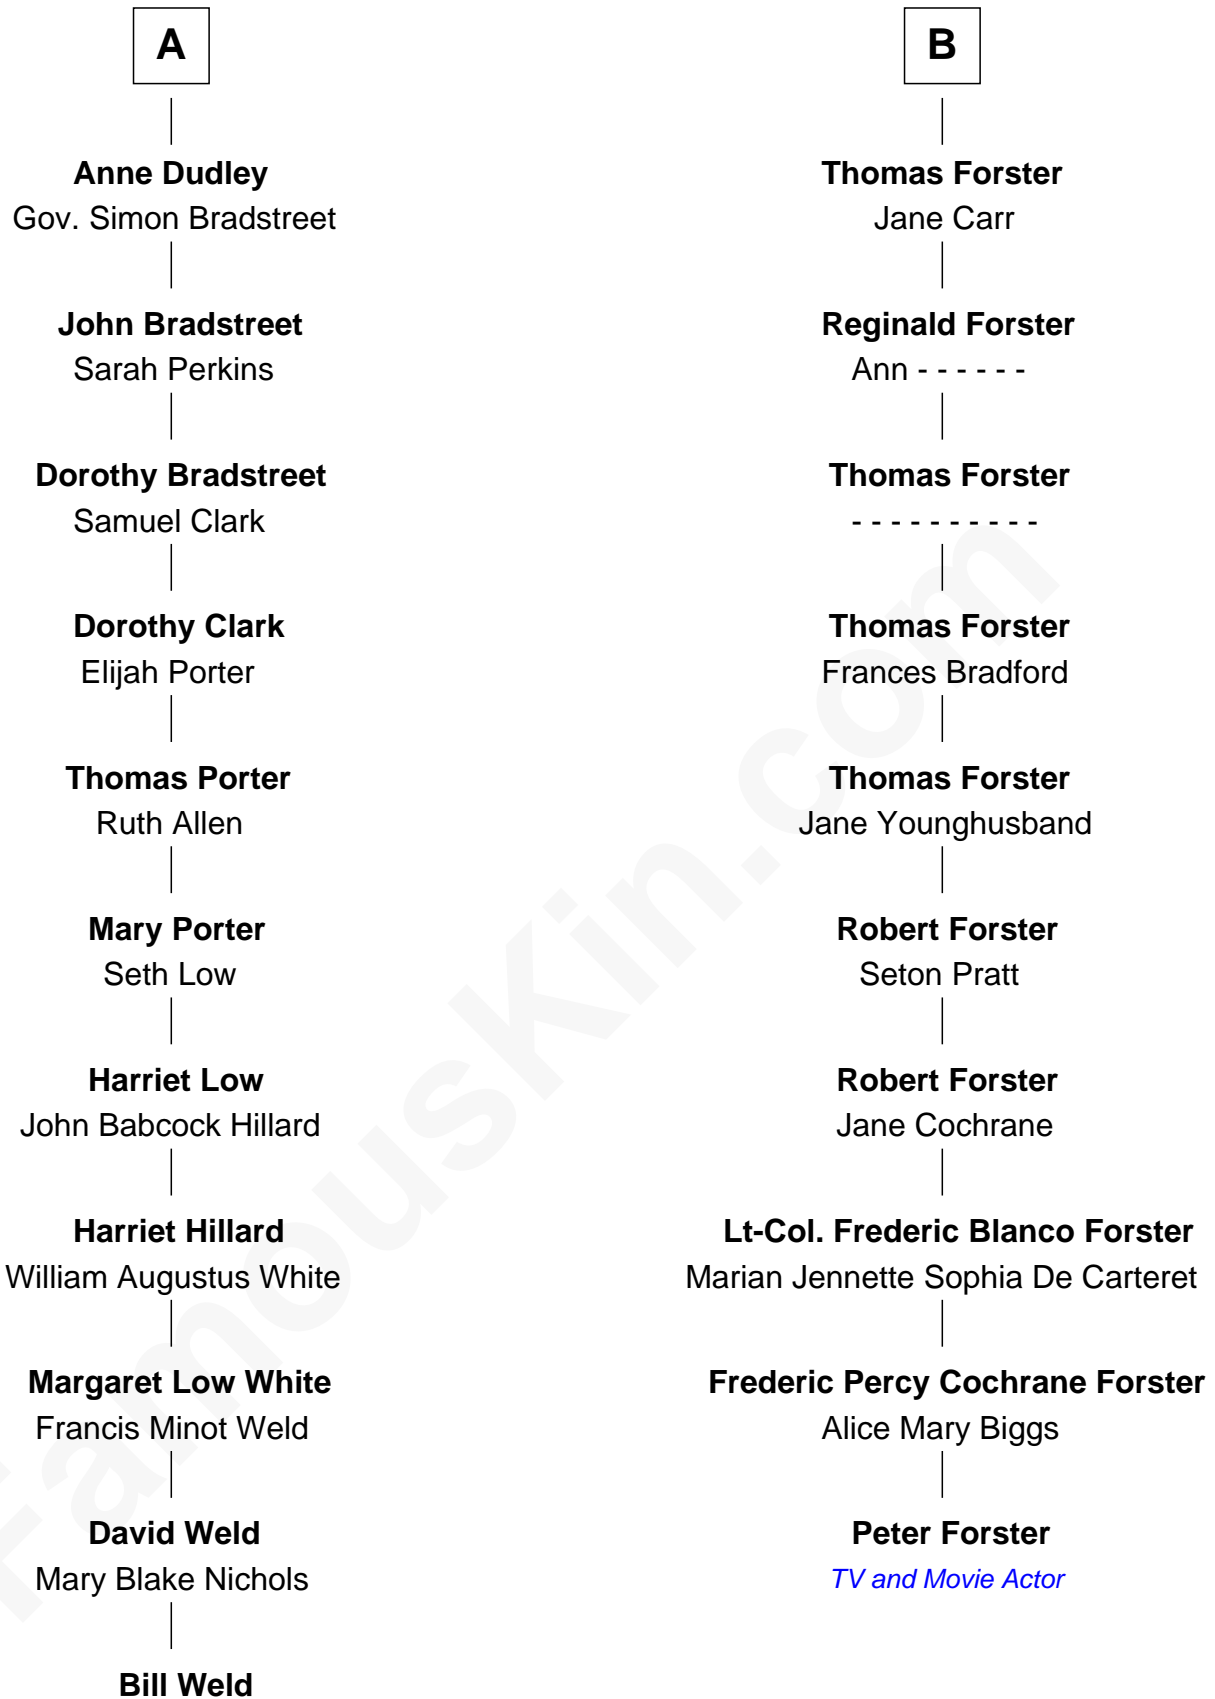 A
Anne Dudley
Gov. Simon Bradstreet
John Bradstreet
Sarah Perkins
Dorothy Bradstreet
Samuel Clark
Dorothy Clark
Elijah Porter
Thomas Porter
Ruth Allen
Mary Porter
Seth Low
Harriet Low
John Babcock Hillard
Harriet Hillard
William Augustus White
Margaret Low White
Francis Minot Weld
David Weld
Mary Blake Nichols
Bill Weld
B
Thomas Forster
Jane Carr
Reginald Forster
Ann - - - - - -
Thomas Forster
- - - - - - - - - -
Thomas Forster
Frances Bradford
Thomas Forster
Jane Younghusband
Robert Forster
Seton Pratt
Robert Forster
Jane Cochrane
Lt-Col. Frederic Blanco Forster
Marian Jennette Sophia De Carteret
Frederic Percy Cochrane Forster
Alice Mary Biggs
Peter Forster
TV and Movie Actor
FamousKin.com